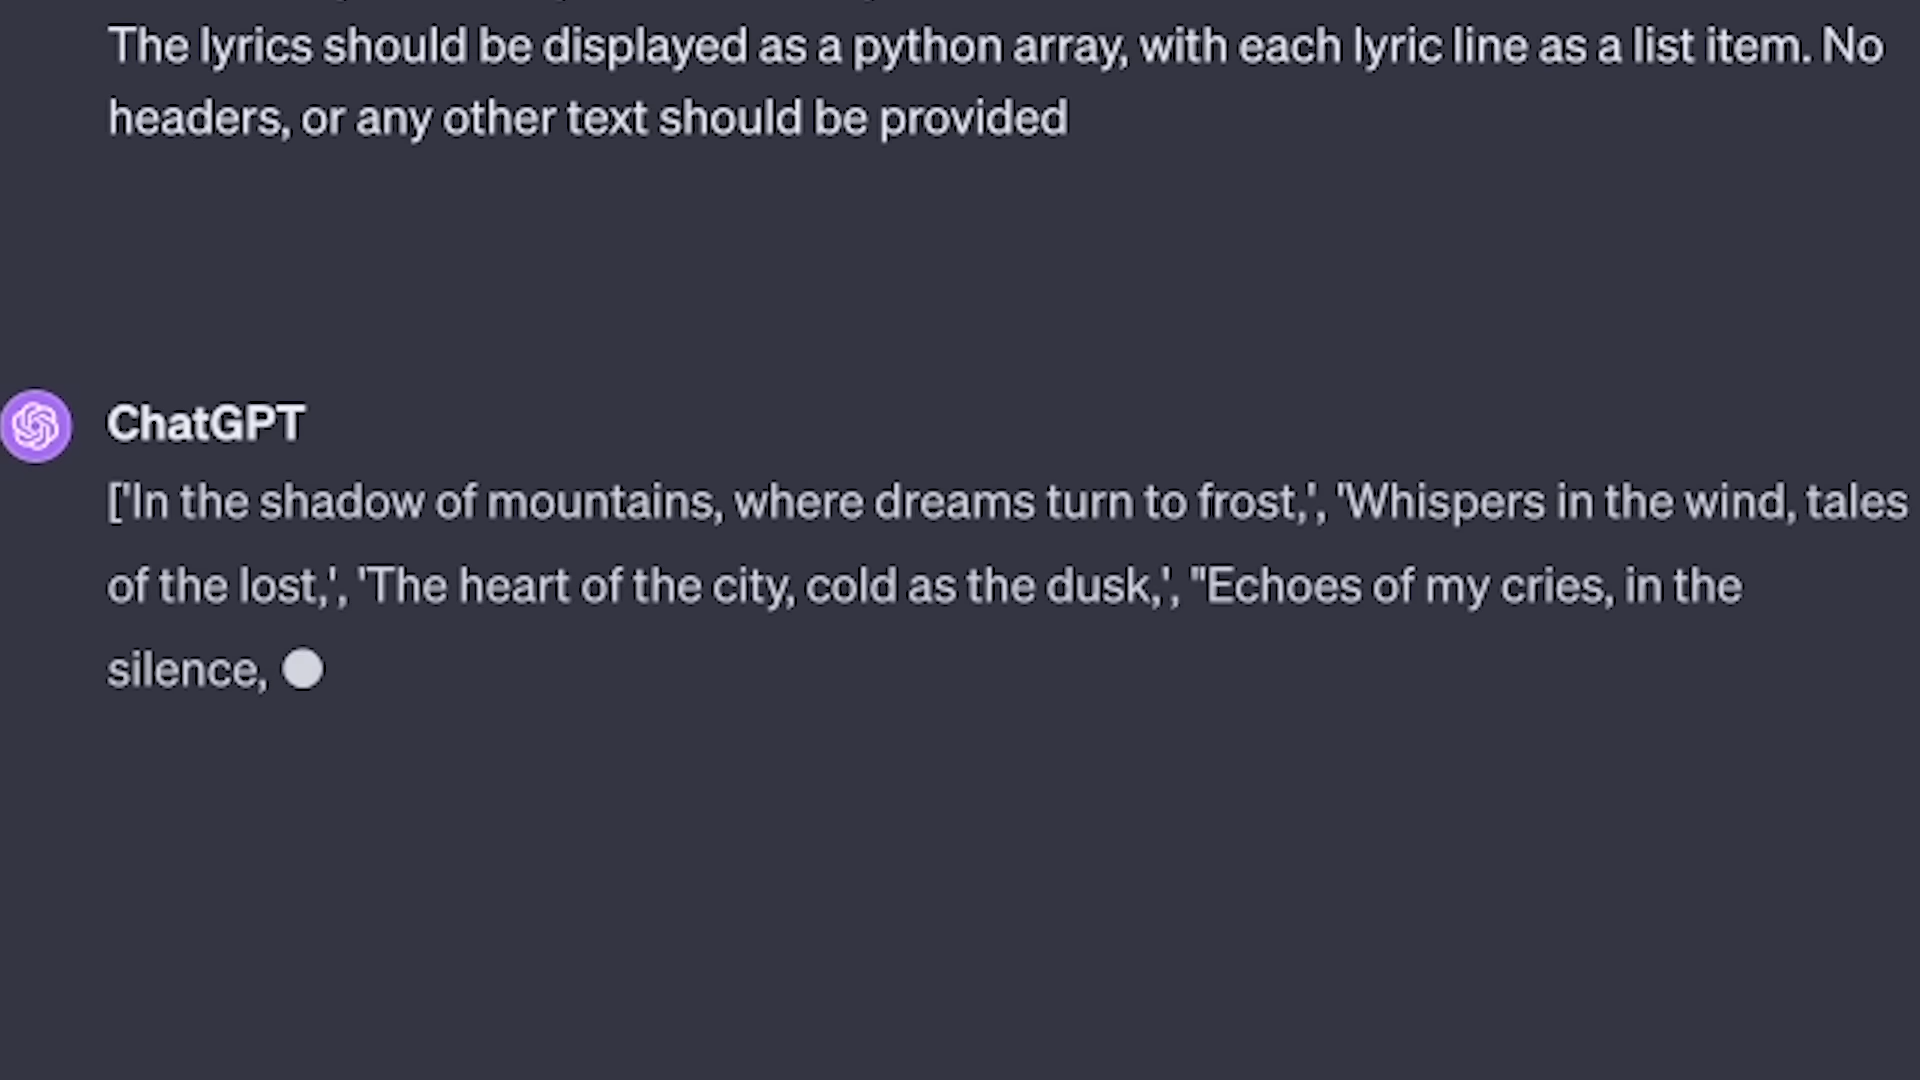 The lyrics should be displayed as a python array, with each lyric line as a list item. No
headers, or any other text should be provided
ChatGPT
['In the shadow of mountains, where dreams turn to frost,', 'Whispers in the wind, tales
of the lost,', 'The heart of the city, cold as the dusk,', "Echoes of my cries, in the
silence,